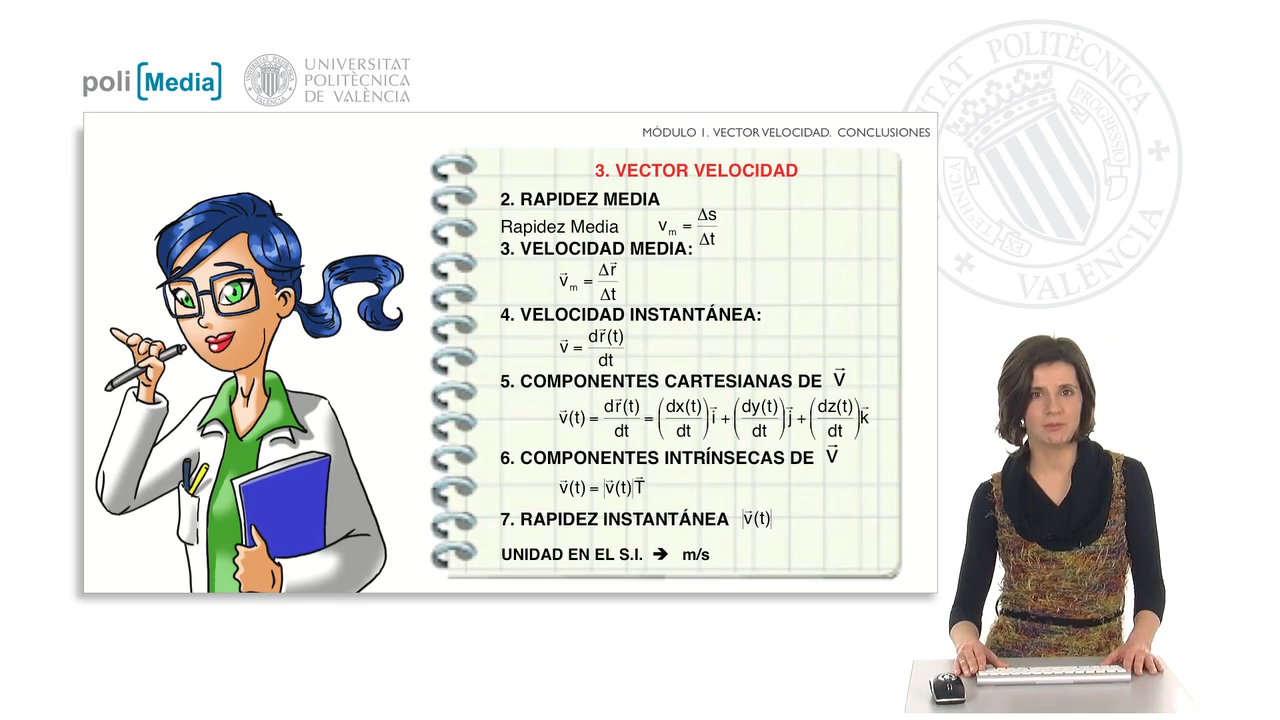 poli [Media]
UNIVERSITAT
POLITÈCNICA
DE VALÈNCIA
MÓDULO 1. VECTOR VELOCIDAD. CONCLUSIONES
3. VECTOR VELOCIDAD
2. RAPIDEZ MEDIA
Rapidez Media v_m = Δs/Δt
3. VELOCIDAD MEDIA:
v⃗_m = Δr⃗/Δt
4. VELOCIDAD INSTANTÁNEA:
v⃗ = dr⃗(t)/dt
5. COMPONENTES CARTESIANAS DE v⃗
v⃗(t) = dr⃗(t)/dt = (dx(t)/dt)i⃗ + (dy(t)/dt)j⃗ + (dz(t)/dt)k⃗
6. COMPONENTES INTRÍNSECAS DE v⃗
v⃗(t) = |v⃗(t)|T⃗
7. RAPIDEZ INSTANTÁNEA |v⃗(t)|
UNIDAD EN EL S.I. ➔ m/s
POLITÈCNICA
VALÈNCIA